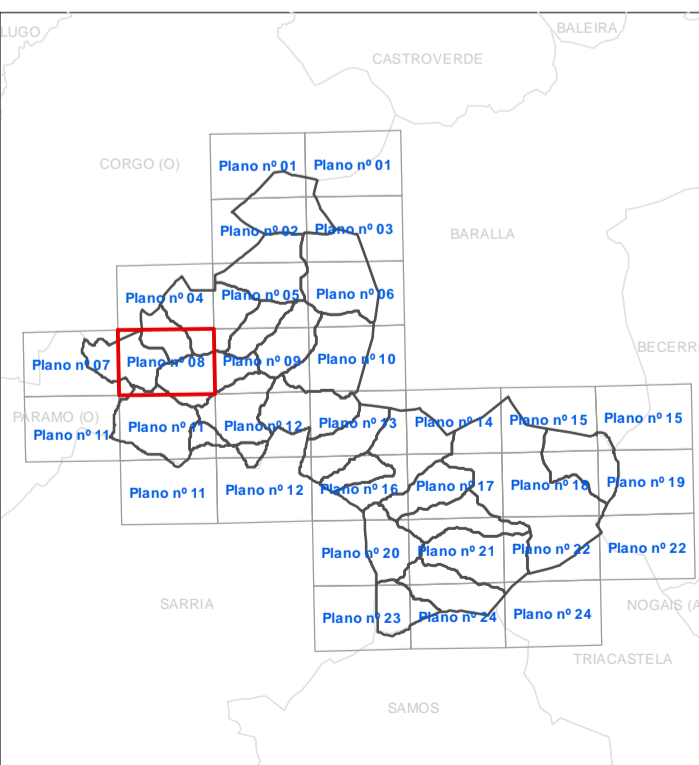 LUGO
BALEIRA
CASTROVERDE
CORGO (O)
Plano nº 01
Plano nº 01
Plano nº 02
Plano nº 03
BARALLA
Plano nº 04
Plano nº 05
Plano nº 06
BECERR
Plano nº 07
Plano nº 08
Plano nº 09
Plano nº 10
PARAMO (O)
Plano nº 11
Plano nº 11
Plano nº 12
Plano nº 13
Plano nº 14
Plano nº 15
Plano nº 15
Plano nº 11
Plano nº 12
Plano nº 16
Plano nº 17
Plano nº 18
Plano nº 19
Plano nº 20
Plano nº 21
Plano nº 22
Plano nº 22
SARRIA
NOGAIS (A
Plano nº 23
Plano nº 24
Plano nº 24
TRIACASTELA
SAMOS